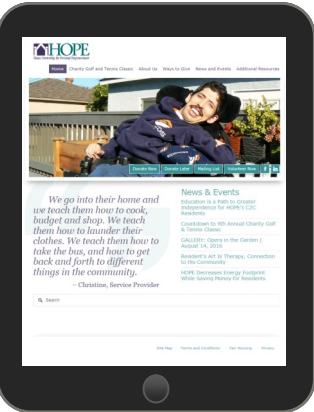 HOPE
Home Ownership for Personal Empowerment
Home Charity Golf and Tennis Classic About Us Ways to Give News and Events Additional Resources
Donate Now Donate Later Mailing List Volunteer Now f in
We go into their home and
we teach them how to cook,
budget and shop. We teach
them how to launder their
clothes. We teach them how to
take the bus, and how to get
back and forth to different
things in the community.
– Christine, Service Provider
News & Events
Education is a Path to Greater
Independence for HOPE's C2C
Residents
Countdown to 9th Annual Charity Golf
& Tennis Classic
GALLERY: Opera in the Garden |
August 14, 2016
Resident's Art Is Therapy, Connection
to His Community
HOPE Decreases Energy Footprint
While Saving Money for Residents
Search
Site Map Terms and Conditions Fair Housing Privacy